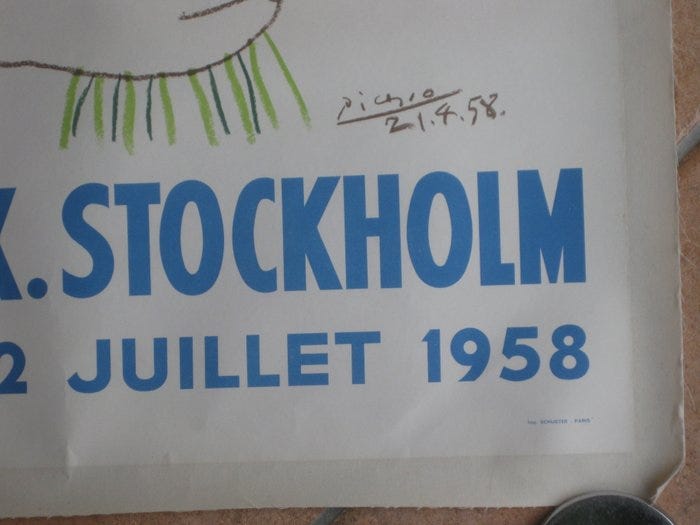 Picasso
21.4.58.
X. STOCKHOLM
2 JUILLET 1958
Imp. SCHUSTER - PARIS